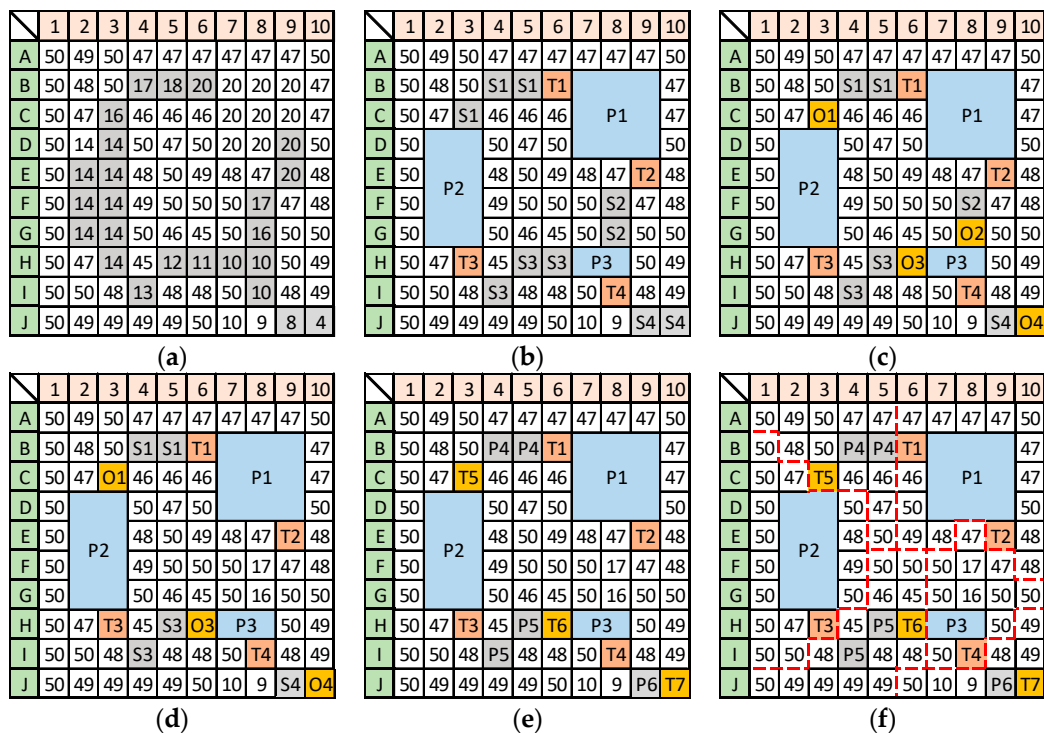 1 2 3 4 5 6 7 8 9 10
A 50 49 50 47 47 47 47 47 47 50
B 50 48 50 17 18 20 20 20 20 47
C 50 47 16 46 46 46 20 20 20 47
D 50 14 14 50 47 50 20 20 20 50
E 50 14 14 48 50 49 48 47 20 48
F 50 14 14 49 50 50 50 17 47 48
G 50 14 14 50 46 45 50 16 50 50
H 50 47 14 45 12 11 10 10 50 49
I 50 50 48 13 48 48 50 10 48 49
J 50 49 49 49 49 50 10 9 8 4
(a)
1 2 3 4 5 6 7 8 9 10
A 50 49 50 47 47 47 47 47 47 50
B 50 48 50 S1 S1 T1 47
C 50 47 S1 46 46 46 P1 47
D 50 50 47 50 50
E 50 P2 48 50 49 48 47 T2 48
F 50 49 50 50 50 S2 47 48
G 50 50 46 45 50 S2 50 50
H 50 47 T3 45 S3 S3 P3 50 49
I 50 50 48 S3 48 48 50 T4 48 49
J 50 49 49 49 49 50 10 9 S4 S4
(b)
1 2 3 4 5 6 7 8 9 10
A 50 49 50 47 47 47 47 47 47 50
B 50 48 50 S1 S1 T1 47
C 50 47 O1 46 46 46 P1 47
D 50 50 47 50 50
E 50 P2 48 50 49 48 47 T2 48
F 50 49 50 50 50 S2 47 48
G 50 50 46 45 50 O2 50 50
H 50 47 T3 45 S3 O3 P3 50 49
I 50 50 48 S3 48 48 50 T4 48 49
J 50 49 49 49 49 50 10 9 S4 O4
(c)
1 2 3 4 5 6 7 8 9 10
A 50 49 50 47 47 47 47 47 47 50
B 50 48 50 S1 S1 T1 47
C 50 47 O1 46 46 46 P1 47
D 50 50 47 50 50
E 50 P2 48 50 49 48 47 T2 48
F 50 49 50 50 50 17 47 48
G 50 50 46 45 50 16 50 50
H 50 47 T3 45 S3 O3 P3 50 49
I 50 50 48 S3 48 48 50 T4 48 49
J 50 49 49 49 49 50 10 9 S4 O4
(d)
1 2 3 4 5 6 7 8 9 10
A 50 49 50 47 47 47 47 47 47 50
B 50 48 50 P4 P4 T1 47
C 50 47 T5 46 46 46 P1 47
D 50 50 47 50 50
E 50 P2 48 50 49 48 47 T2 48
F 50 49 50 50 50 17 47 48
G 50 50 46 45 50 16 50 50
H 50 47 T3 45 P5 T6 P3 50 49
I 50 50 48 P5 48 48 50 T4 48 49
J 50 49 49 49 49 50 10 9 P6 T7
(e)
1 2 3 4 5 6 7 8 9 10
A 50 49 50 47 47 47 47 47 47 50
B 50 48 50 P4 P4 T1 47
C 50 47 T5 46 46 46 P1 47
D 50 50 47 50 50
E 50 P2 48 50 49 48 47 T2 48
F 50 49 50 50 50 17 47 48
G 50 50 46 45 50 16 50 50
H 50 47 T3 45 P5 T6 P3 50 49
I 50 50 48 P5 48 48 50 T4 48 49
J 50 49 49 49 49 50 10 9 P6 T7
(f)